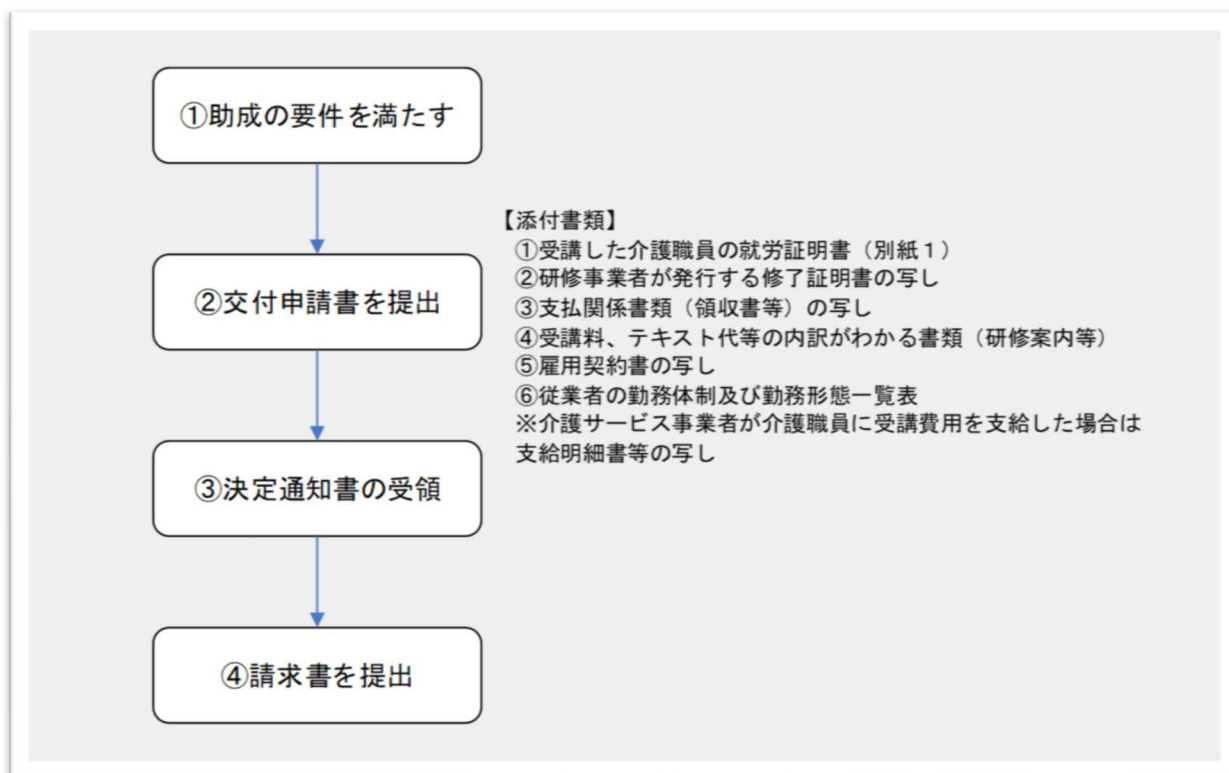 ①助成の要件を満たす
②交付申請書を提出
【添付書類】
①受講した介護職員の就労証明書（別紙１）
②研修事業者が発行する修了証明書の写し
③支払関係書類（領収書等）の写し
④受講料、テキスト代等の内訳がわかる書類（研修案内等）
⑤雇用契約書の写し
⑥従業者の勤務体制及び勤務形態一覧表
※介護サービス事業者が介護職員に受講費用を支給した場合は
支給明細書等の写し
③決定通知書の受領
④請求書を提出